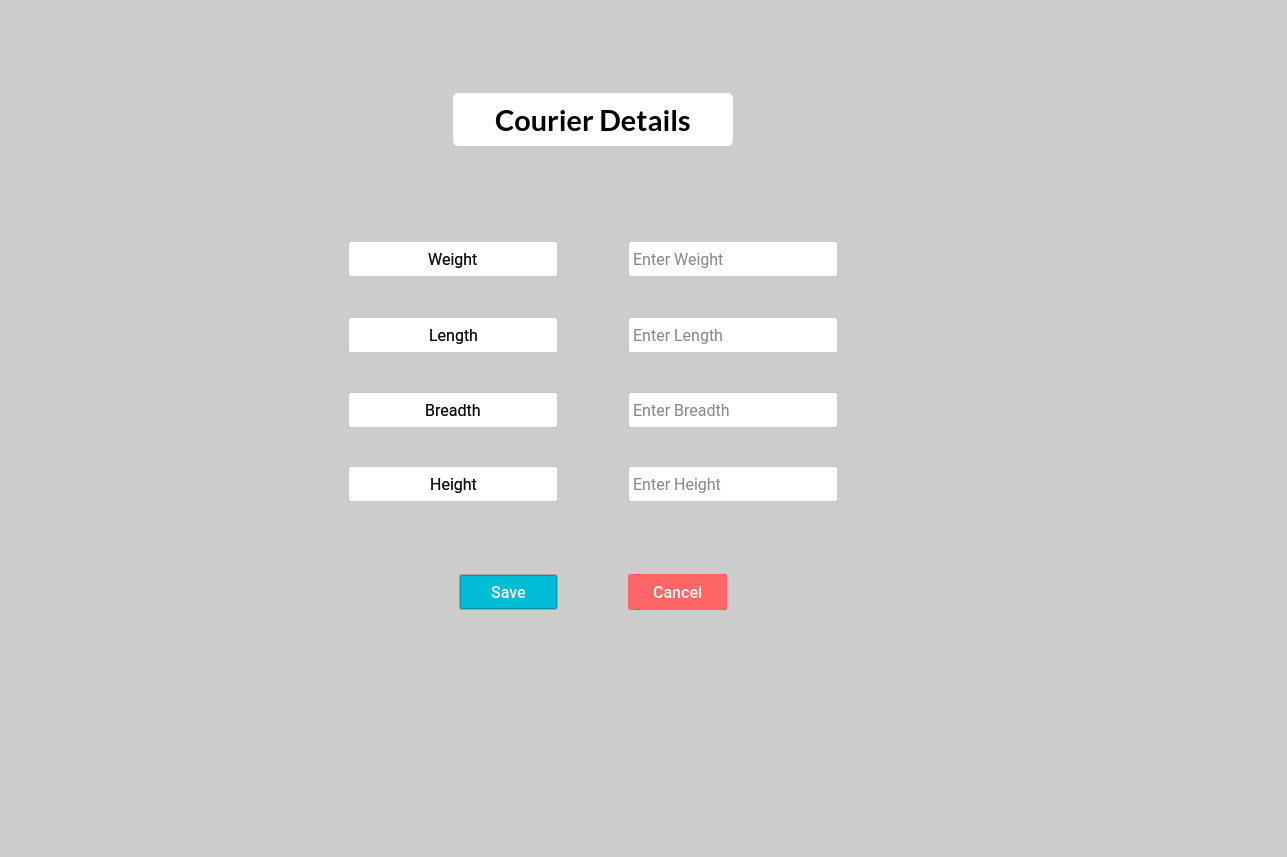 Courier Details
Weight
Enter Weight
Length
Enter Length
Breadth
Enter Breadth
Height
Enter Height
Save
Cancel